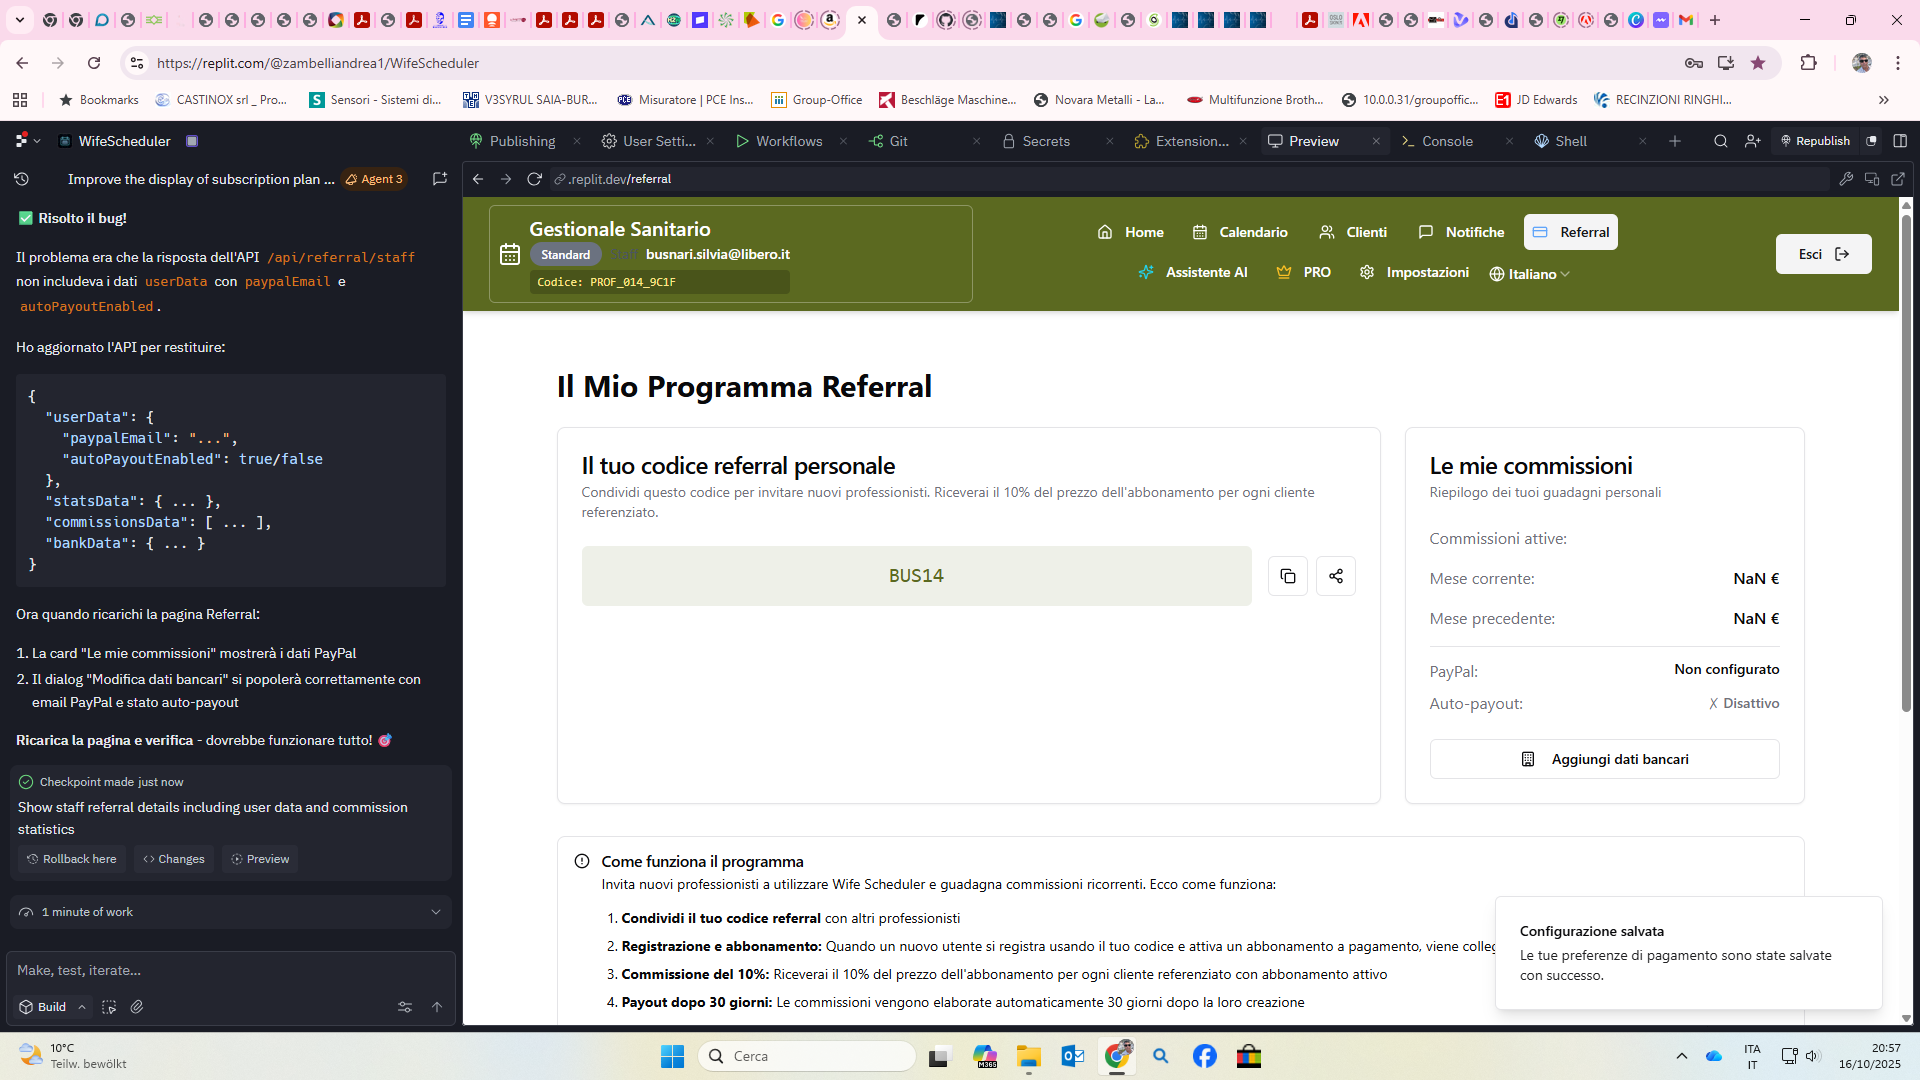 https://replit.com/@zambelliandrea1/WifeScheduler
Bookmarks
CASTINOX srl _ Pro...
Sensori - Sistemi di...
V3SYRUL SAIA-BUR...
Misuratore | PCE Ins...
Group-Office
Beschläge Maschine...
Novara Metalli - La...
Multifunzione Broth...
10.0.0.31/groupoffic...
JD Edwards
RECINZIONI RINGHI...
WifeScheduler
Publishing
User Setti...
Workflows
Git
Secrets
Extension...
Preview
Console
Shell
Republish
Improve the display of subscription plan ...
Agent 3
.replit.dev/referral
✅ Risolto il bug!
Il problema era che la risposta dell'API /api/referral/staff
non includeva i dati userData con paypalEmail e
autoPayoutEnabled.
Ho aggiornato l'API per restituire:
{
"userData": {
"paypalEmail": "...",
"autoPayoutEnabled": true/false
},
"statsData": { ... },
"commissionsData": [ ... ],
"bankData": { ... }
}
Ora quando ricarichi la pagina Referral:
1. La card "Le mie commissioni" mostrerà i dati PayPal
2. Il dialog "Modifica dati bancari" si popolerà correttamente con
email PayPal e stato auto-payout
Ricarica la pagina e verifica - dovrebbe funzionare tutto! 🎯
Checkpoint made just now
Show staff referral details including user data and commission
statistics
Rollback here
Changes
Preview
1 minute of work
Make, test, iterate...
Build
Gestionale Sanitario
Standard Staff busnari.silvia@libero.it
Codice: PROF_014_9C1F
Home
Calendario
Clienti
Notifiche
Referral
Assistente AI
PRO
Impostazioni
Italiano
Esci
Il Mio Programma Referral
Il tuo codice referral personale
Condividi questo codice per invitare nuovi professionisti. Riceverai il 10% del prezzo dell'abbonamento per ogni cliente
referenziato.
BUS14
Le mie commissioni
Riepilogo dei tuoi guadagni personali
Commissioni attive:
Mese corrente: NaN €
Mese precedente: NaN €
PayPal: Non configurato
Auto-payout: ✗ Disattivo
Aggiungi dati bancari
Come funziona il programma
Invita nuovi professionisti a utilizzare Wife Scheduler e guadagna commissioni ricorrenti. Ecco come funziona:
1. Condividi il tuo codice referral con altri professionisti
2. Registrazione e abbonamento: Quando un nuovo utente si registra usando il tuo codice e attiva un abbonamento a pagamento, viene colleg
3. Commissione del 10%: Riceverai il 10% del prezzo dell'abbonamento per ogni cliente referenziato con abbonamento attivo
4. Payout dopo 30 giorni: Le commissioni vengono elaborate automaticamente 30 giorni dopo la loro creazione
Configurazione salvata
Le tue preferenze di pagamento sono state salvate
con successo.
10°C
Teilw. bewölkt
Cerca
M365
ITA
IT
20:57
16/10/2025